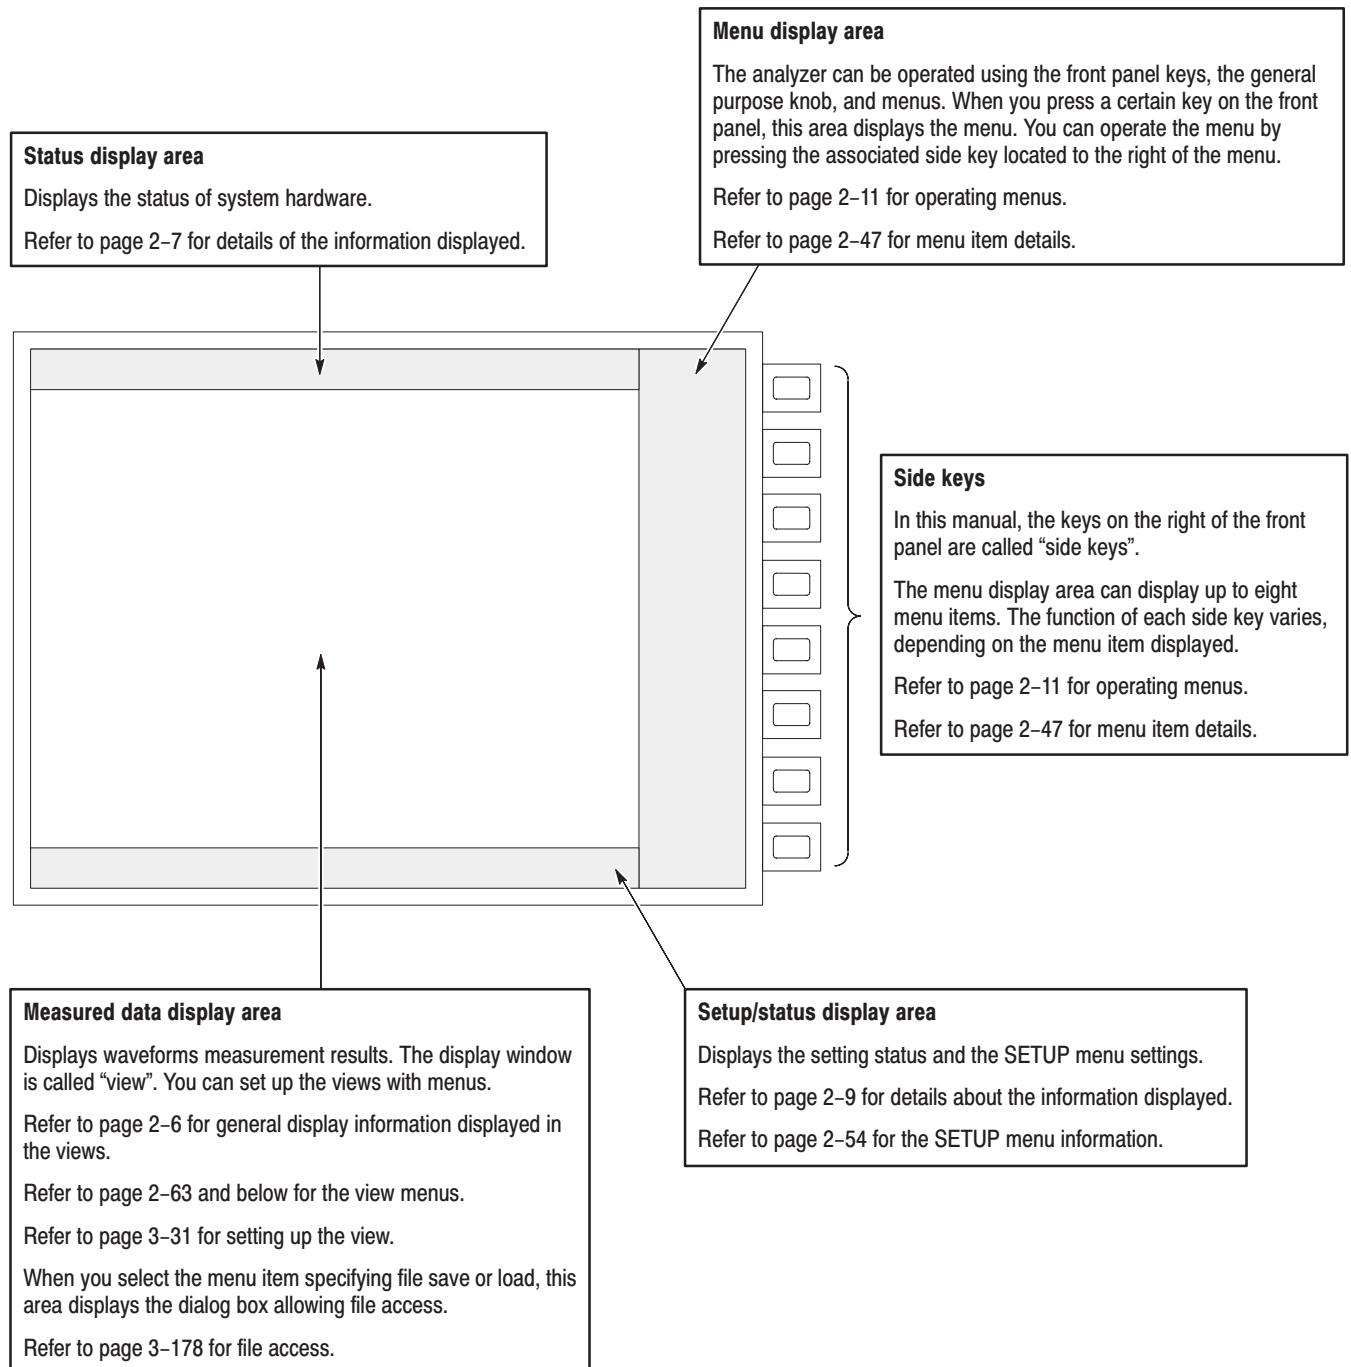 Menu display area
The analyzer can be operated using the front panel keys, the general
purpose knob, and menus. When you press a certain key on the front
panel, this area displays the menu. You can operate the menu by
pressing the associated side key located to the right of the menu.
Refer to page 2–11 for operating menus.
Refer to page 2–47 for menu item details.
Status display area
Displays the status of system hardware.
Refer to page 2–7 for details of the information displayed.
Side keys
In this manual, the keys on the right of the front
panel are called “side keys”.
The menu display area can display up to eight
menu items. The function of each side key varies,
depending on the menu item displayed.
Refer to page 2–11 for operating menus.
Refer to page 2–47 for menu item details.
Measured data display area
Displays waveforms measurement results. The display window
is called “view”. You can set up the views with menus.
Refer to page 2–6 for general display information displayed in
the views.
Refer to page 2–63 and below for the view menus.
Refer to page 3–31 for setting up the view.
When you select the menu item specifying file save or load, this
area displays the dialog box allowing file access.
Refer to page 3–178 for file access.
Setup/status display area
Displays the setting status and the SETUP menu settings.
Refer to page 2–9 for details about the information displayed.
Refer to page 2–54 for the SETUP menu information.